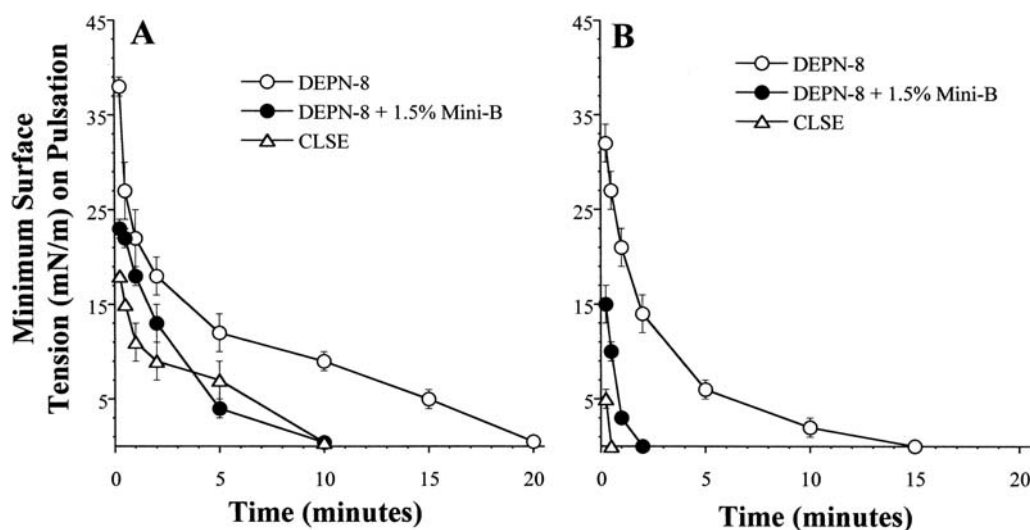 A
B
Minimum Surface
Tension (mN/m) on Pulsation
45
35
25
15
5
DEPN-8
DEPN-8 + 1.5% Mini-B
CLSE
0
5
10
15
20
Time (minutes)
45
35
25
15
5
DEPN-8
DEPN-8 + 1.5% Mini-B
CLSE
0
5
10
15
20
Time (minutes)